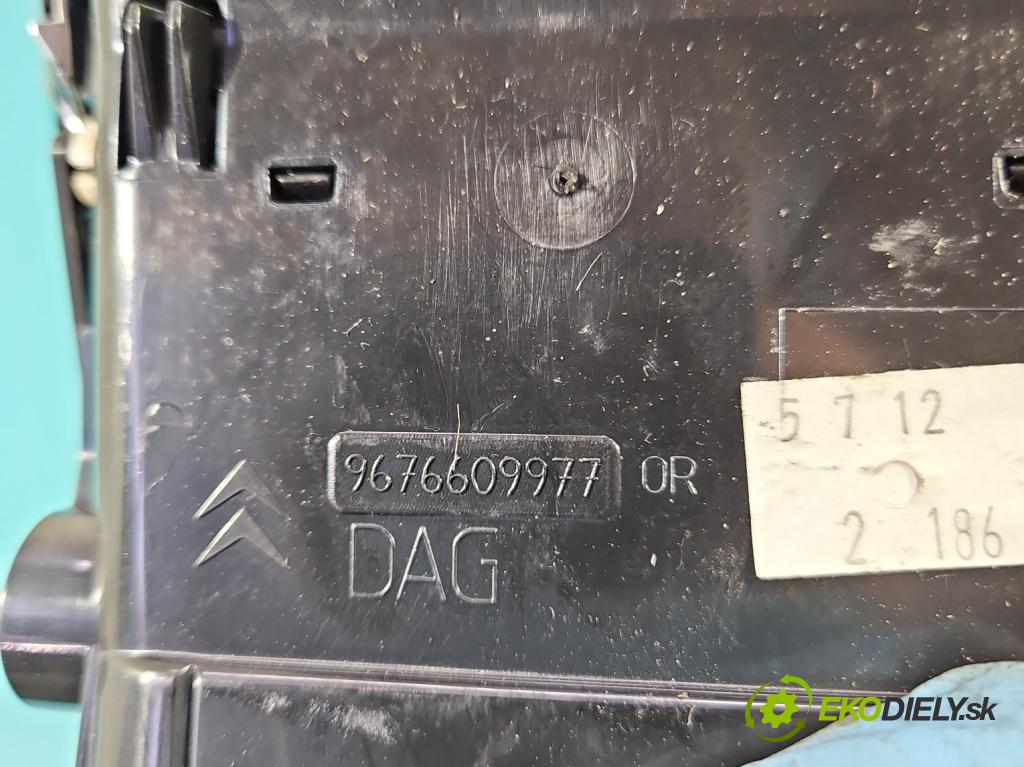 5 7 12
9676609977 OR
2 186
DAG
EKODIELY.sk